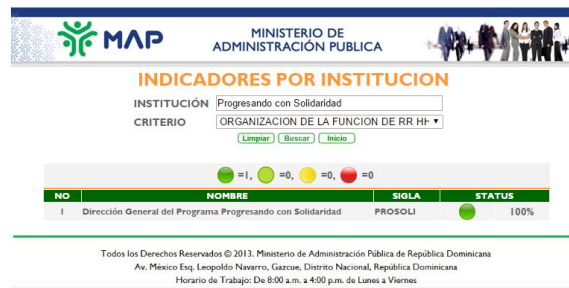 MAP
MINISTERIO DE
ADMINISTRACIÓN PUBLICA
INDICADORES POR INSTITUCION
INSTITUCIÓN Progresando con Solidaridad
CRITERIO ORGANIZACION DE LA FUNCION DE RR HH
Limpiar Buscar Inicio
=1, =0, =0, =0
NO NOMBRE SIGLA STATUS
1 Dirección General del Programa Progresando con Solidaridad PROSOLI 100%
Todos los Derechos Reservados © 2013. Ministerio de Administración Pública de República Dominicana
Av. México Esq. Leopoldo Navarro, Gazcue, Distrito Nacional, República Dominicana
Horario de Trabajo: De 8:00 a.m. a 4:00 p.m. de Lunes a Viernes